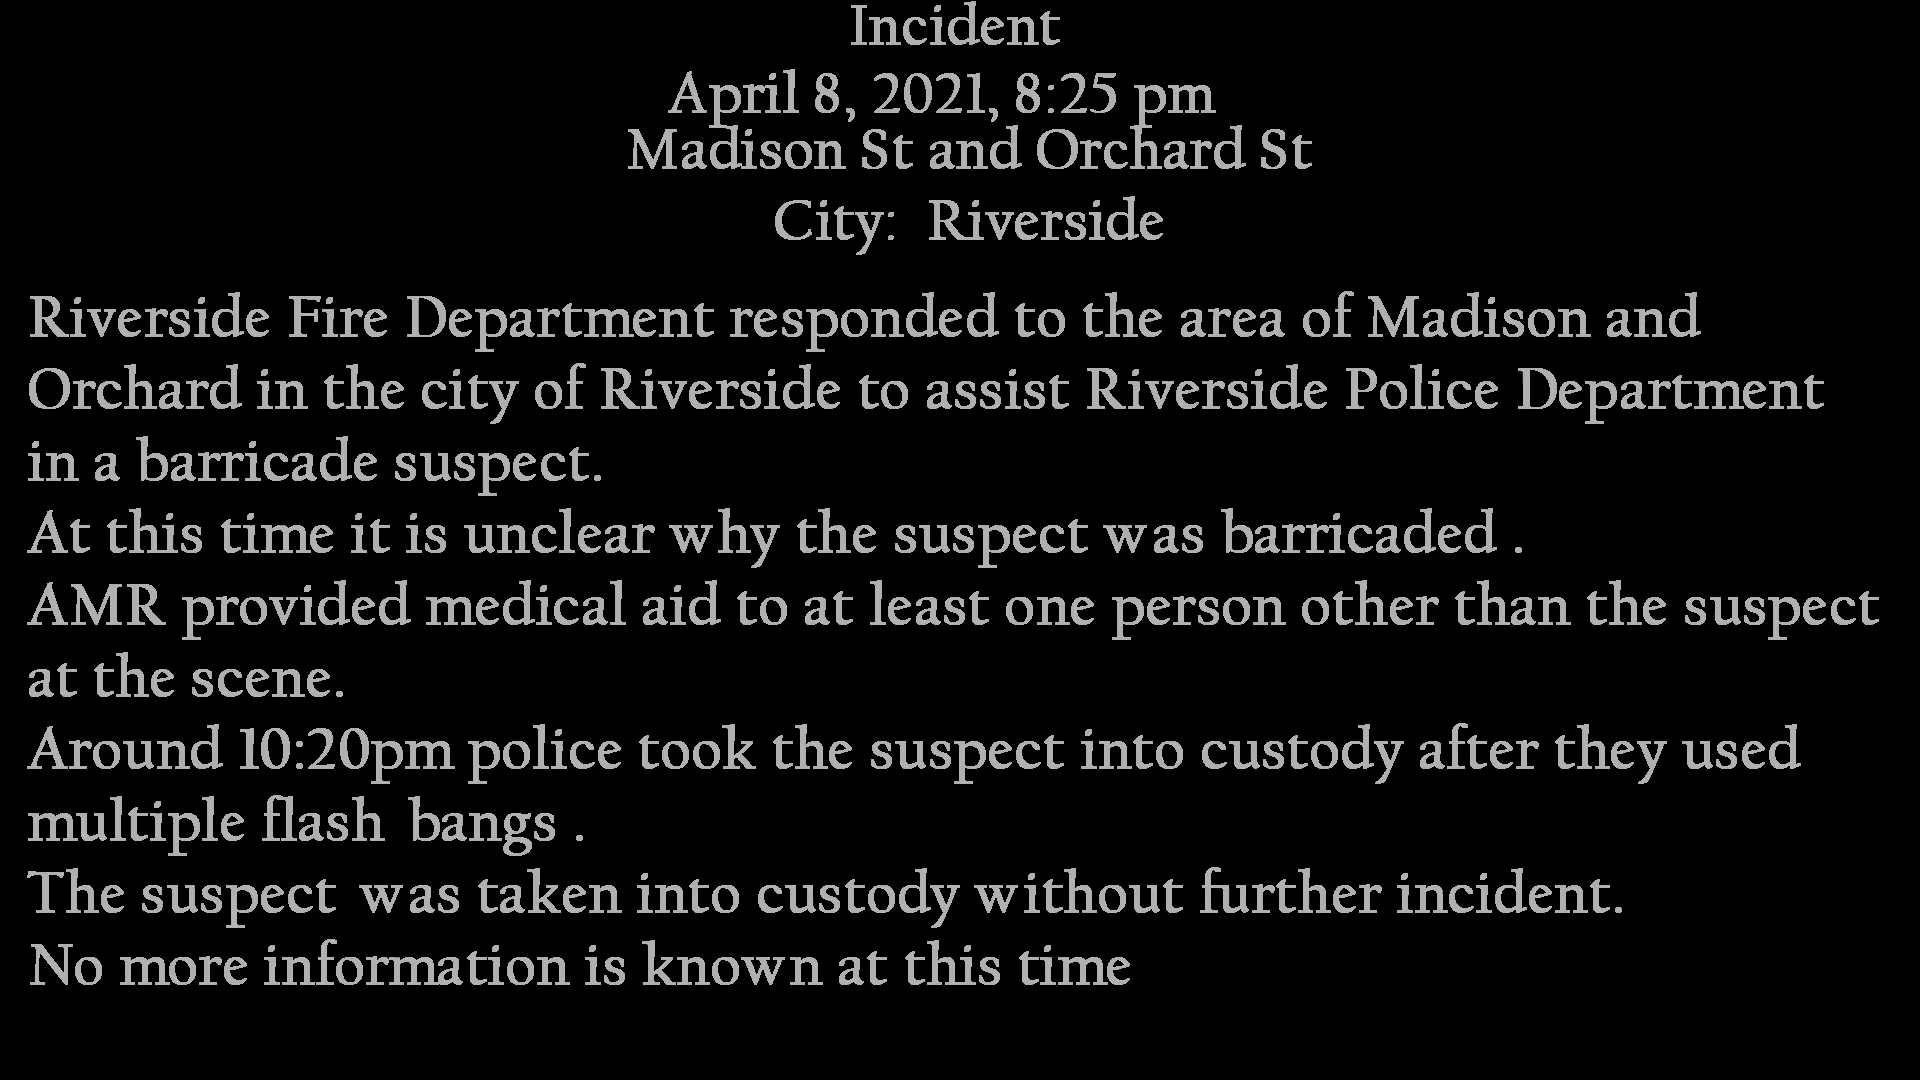 Incident
April 8, 2021, 8:25 pm
Madison St and Orchard St
City: Riverside
Riverside Fire Department responded to the area of Madison and
Orchard in the city of Riverside to assist Riverside Police Department
in a barricade suspect.
At this time it is unclear why the suspect was barricaded .
AMR provided medical aid to at least one person other than the suspect
at the scene.
Around 10:20pm police took the suspect into custody after they used
multiple flash bangs .
The suspect was taken into custody without further incident.
No more information is known at this time